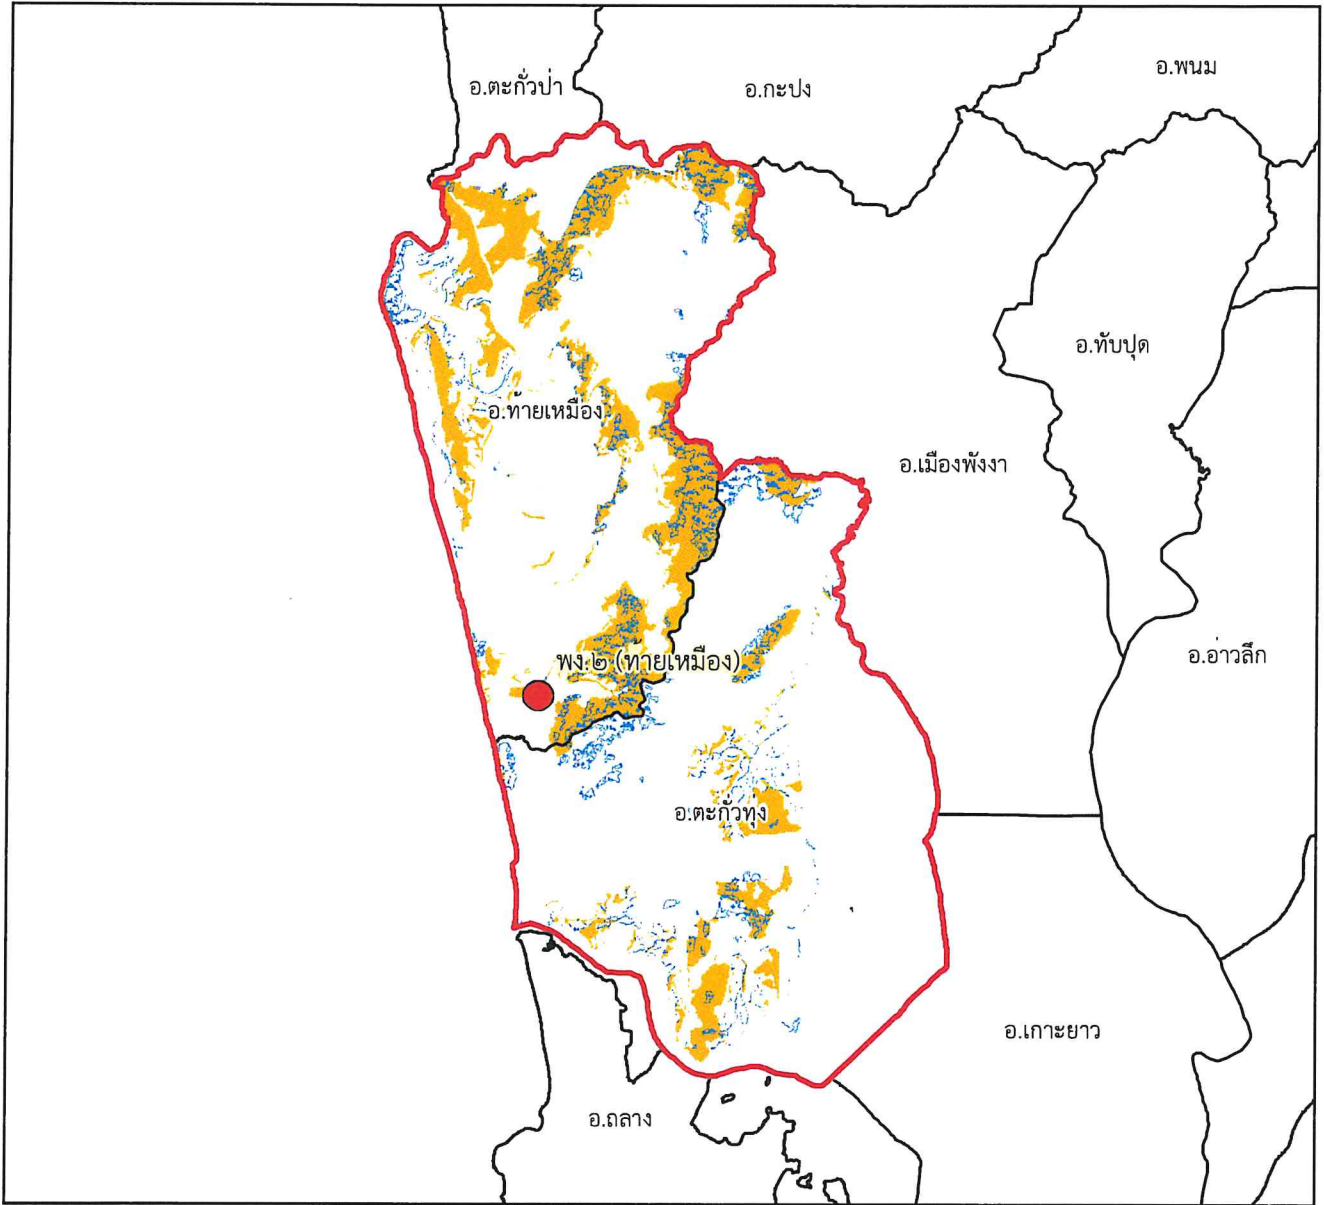 อ.พนม
อ.ตะกั่วป่า
อ.กะปง
อ.ทับปุด
อ.ท้ายเหมือง
อ.เมืองพังงา
อ.อ่าวลึก
พง.๒ (ท้ายเหมือง)
อ.ตะกั่วทุ่ง
อ.เกาะยาว
อ.ถลาง